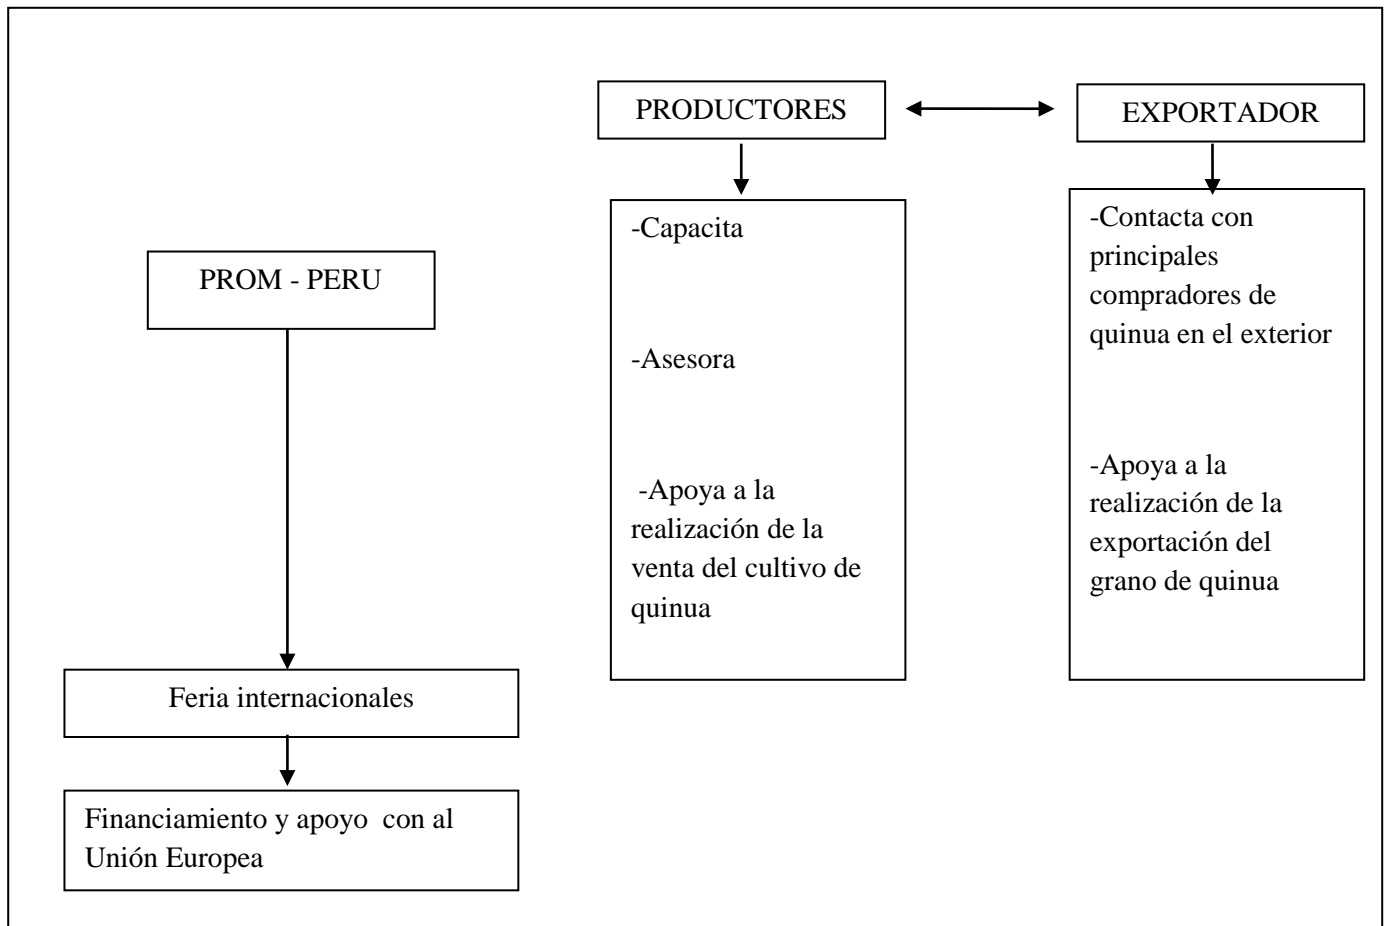 PRODUCTORES
EXPORTADOR
PROM - PERU
-Capacita
-Asesora
-Apoya a la
realización de la
venta del cultivo de
quinua
-Contacta con
principales
compradores de
quinua en el exterior
-Apoya a la
realización de la
exportación del
grano de quinua
Feria internacionales
Financiamiento y apoyo con al
Unión Europea